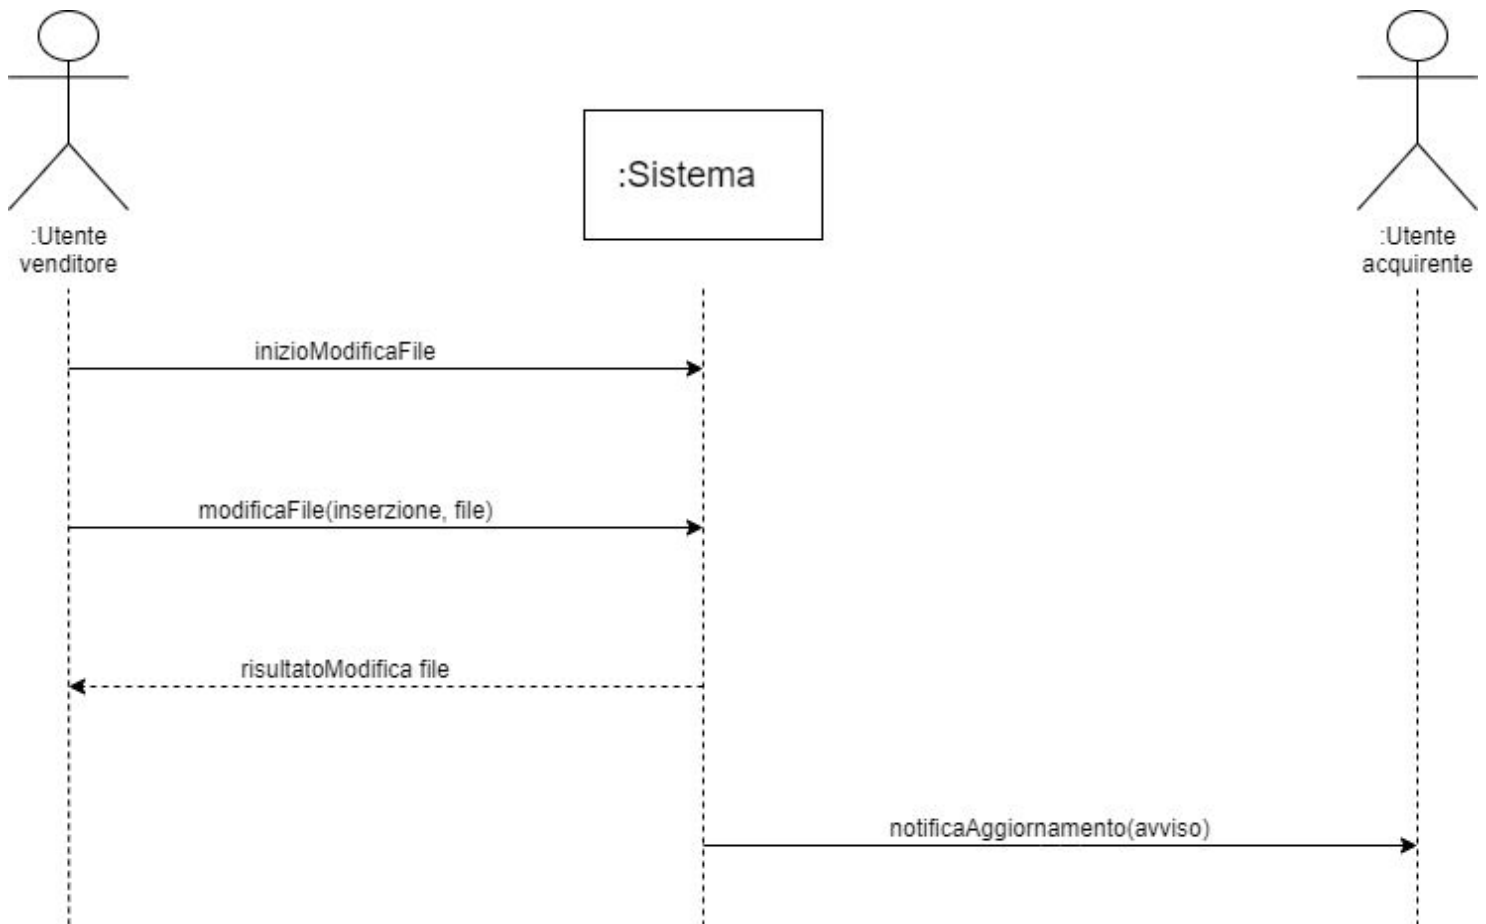 :Utente
venditore
:Sistema
:Utente
acquirente
inizioModificaFile
modificaFile(inserzione, file)
risultatoModifica file
notificaAggiornamento(avviso)